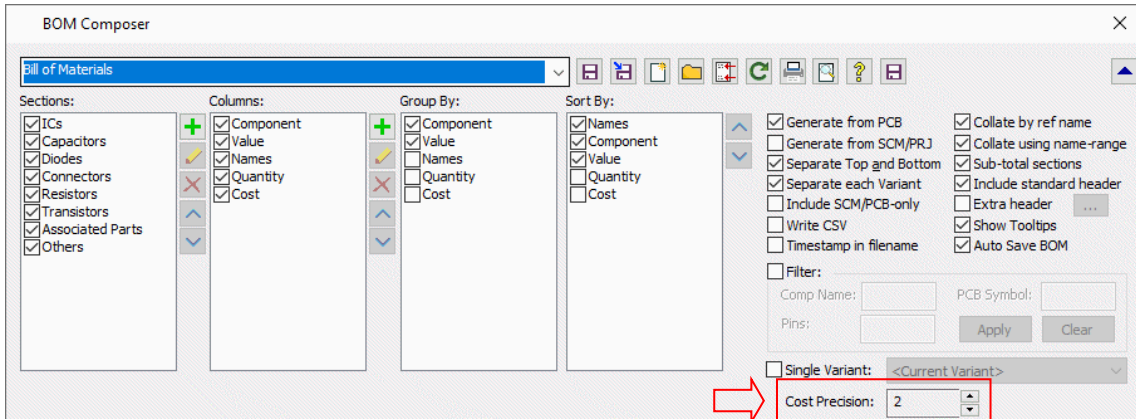 BOM Composer
Bill of Materials
Sections:
ICs
Capacitors
Diodes
Connectors
Resistors
Transistors
Associated Parts
Others
Columns:
Component
Value
Names
Quantity
Cost
Group By:
Component
Value
Names
Quantity
Cost
Sort By:
Names
Component
Value
Quantity
Cost
Generate from PCB
Generate from SCM/PRJ
Separate Top and Bottom
Separate each Variant
Include SCM/PCB-only
Write CSV
Timestamp in filename
Collate by ref name
Collate using name-range
Sub-total sections
Include standard header
Extra header ...
Show Tooltips
Auto Save BOM
Filter:
Comp Name: PCB Symbol:
Pins: Apply Clear
Single Variant: <Current Variant>
Cost Precision: 2